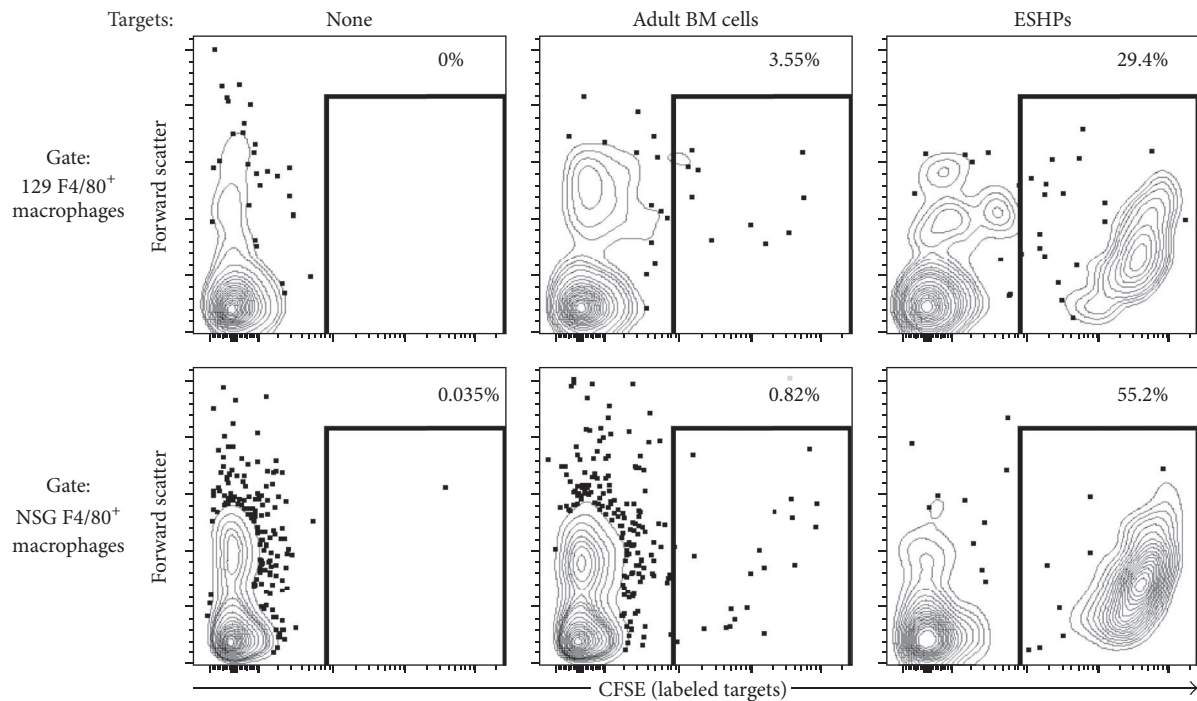 Targets: None Adult BM cells ESHPs
0% 3.55% 29.4%
Gate:
129 F4/80⁺
macrophages
Forward scatter
0.035% 0.82% 55.2%
Gate:
NSG F4/80⁺
macrophages
Forward scatter
CFSE (labeled targets)